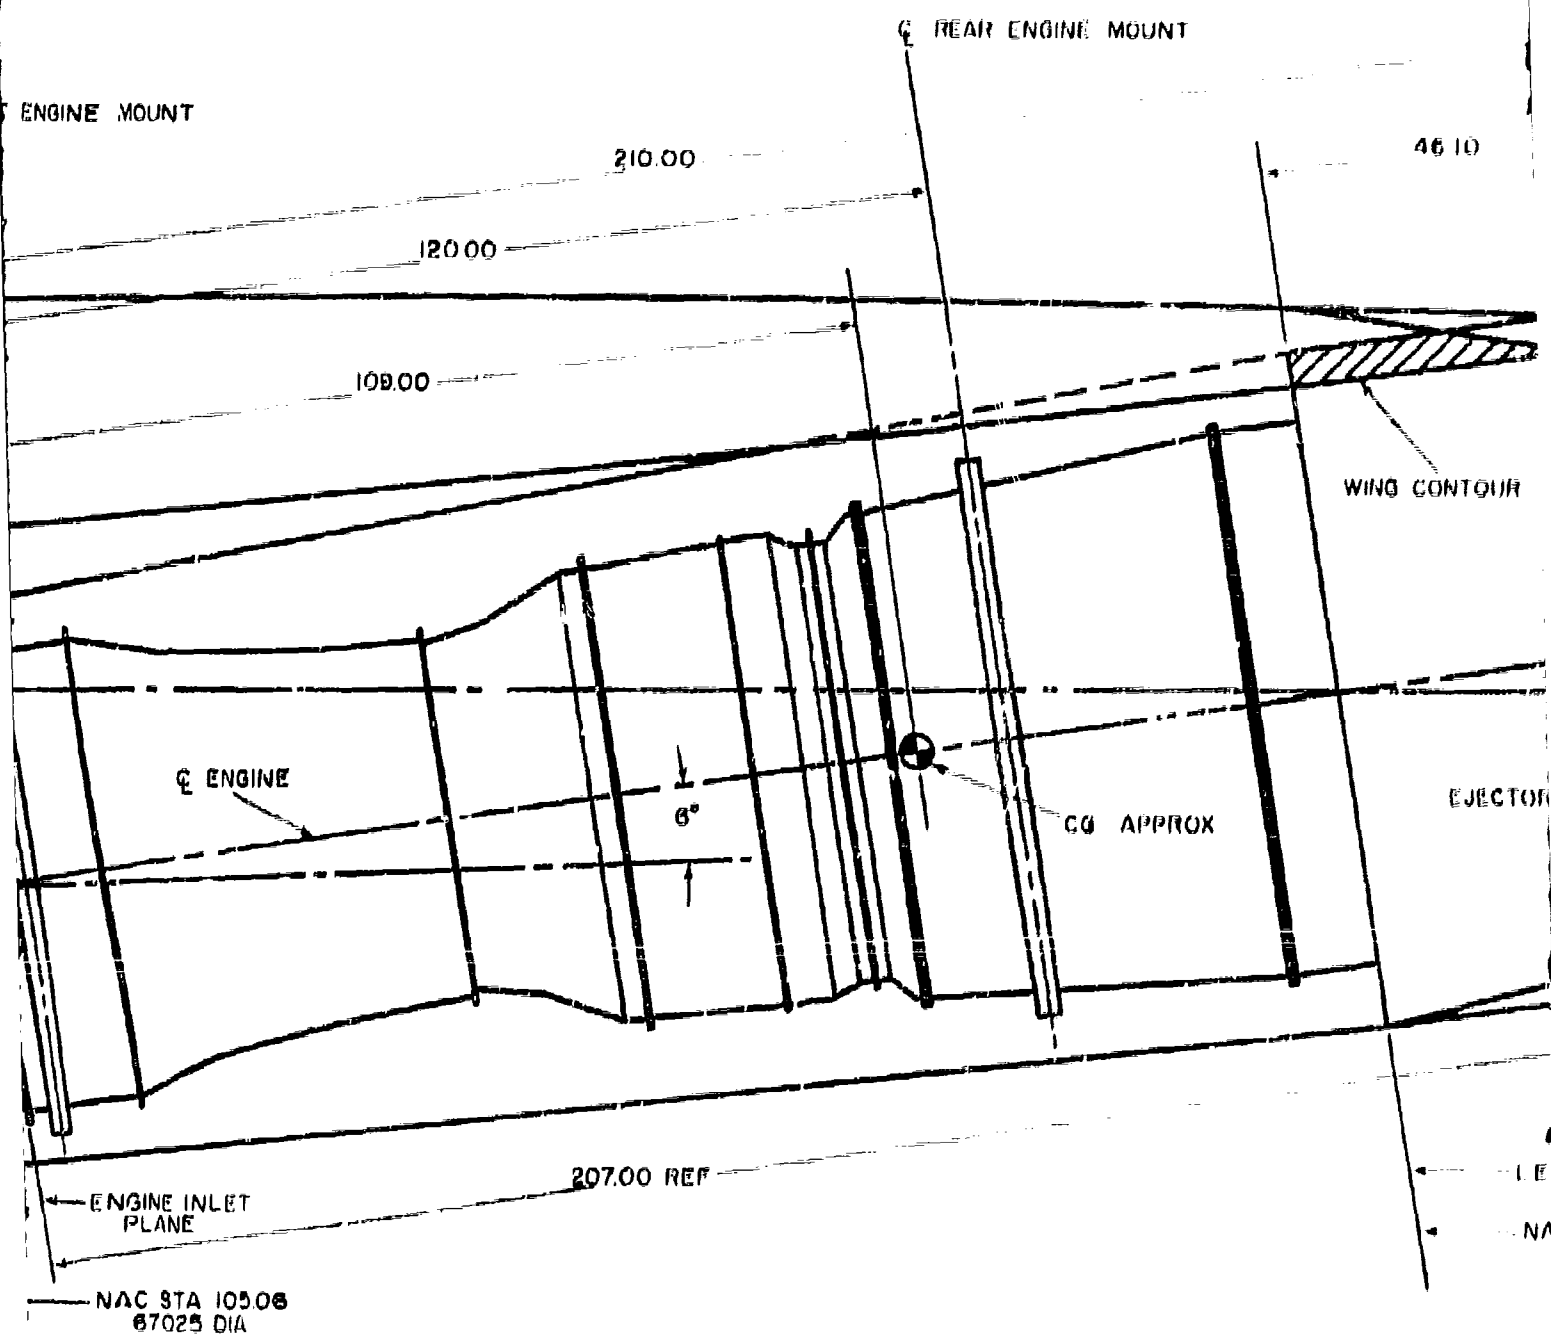 ℄ REAR ENGINE MOUNT
ENGINE MOUNT
210.00
46.10
120.00
109.00
WING CONTOUR
℄ ENGINE
6°
CG APPROX
EJECTOR
207.00 REF
ENGINE INLET
PLANE
NAC STA 105.06
67025 DIA